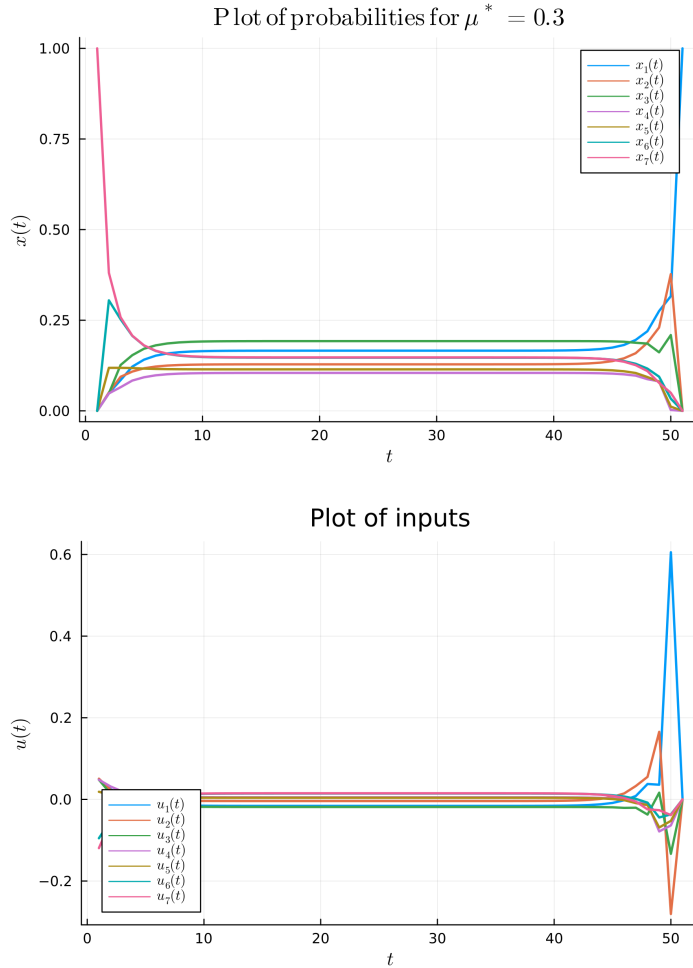 Plot of probabilities for μ* = 0.3
x(t)
1.00
0.75
0.50
0.25
0.00
x₁(t)
x₂(t)
x₃(t)
x₄(t)
x₅(t)
x₆(t)
x₇(t)
0 10 20 30 40 50
t
Plot of inputs
u(t)
0.6
0.4
0.2
0.0
−0.2
u₁(t)
u₂(t)
u₃(t)
u₄(t)
u₅(t)
u₆(t)
u₇(t)
0 10 20 30 40 50
t